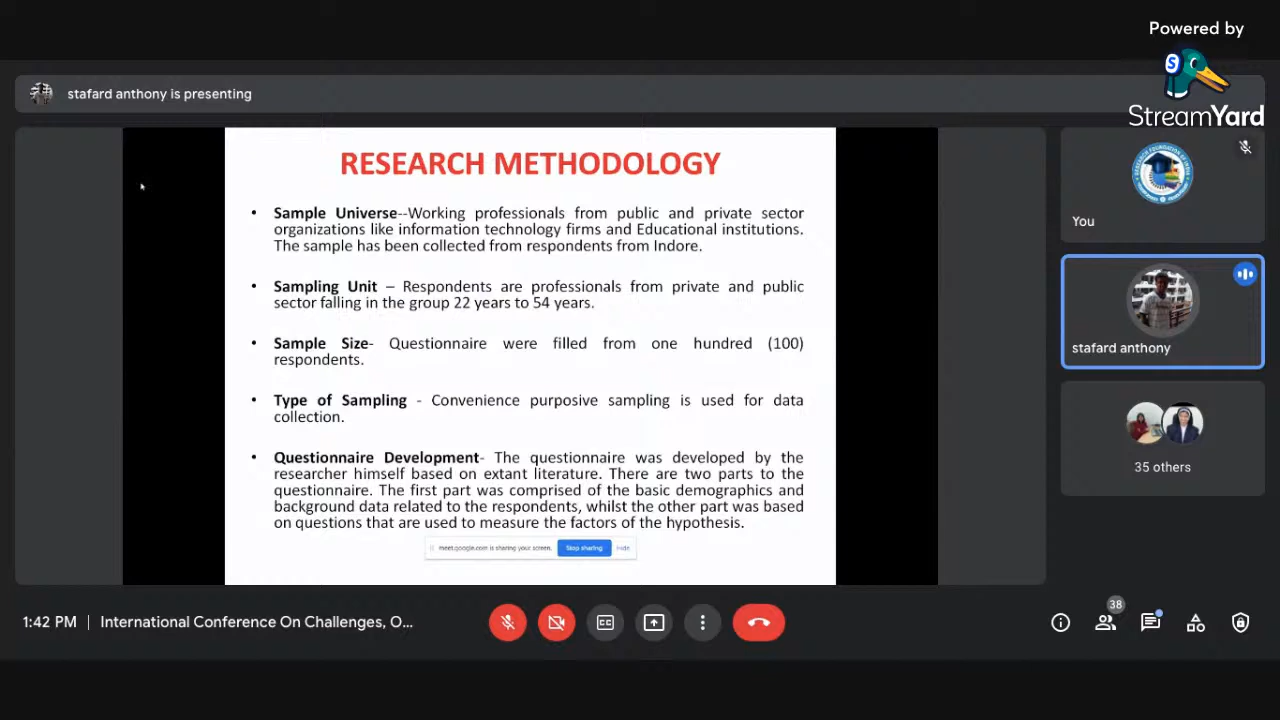 Powered by
StreamYard
stafard anthony is presenting
RESEARCH METHODOLOGY
• Sample Universe--Working professionals from public and private sector
organizations like information technology firms and Educational institutions.
The sample has been collected from respondents from Indore.
• Sampling Unit – Respondents are professionals from private and public
sector falling in the group 22 years to 54 years.
• Sample Size- Questionnaire were filled from one hundred (100)
respondents.
• Type of Sampling - Convenience purposive sampling is used for data
collection.
• Questionnaire Development- The questionnaire was developed by the
researcher himself based on extant literature. There are two parts to the
questionnaire. The first part was comprised of the basic demographics and
background data related to the respondents, whilst the other part was based
on questions that are used to measure the factors of the hypothesis.
meet.google.com is sharing your screen. Stop sharing Hide
You
stafard anthony
35 others
1:42 PM | International Conference On Challenges, O...
38